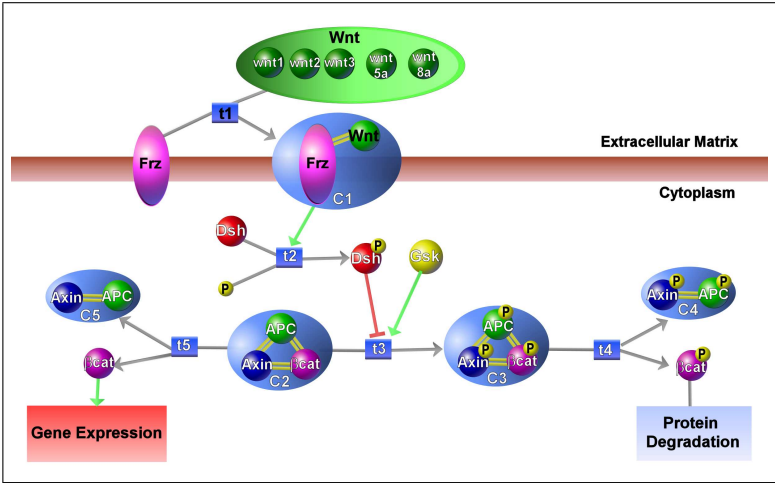 Wnt
wnt1
wnt2
wnt3
wnt
5a
wnt
8a
t1
Extracellular Matrix
Frz
Frz
Wnt
C1
Cytoplasm
Dsh
P
t2
Dsh
P
Gsk
Axin
APC
C5
t5
βcat
Gene Expression
APC
Axin
βcat
C2
t3
P
APC
P
P
Axin
βcat
C3
t4
P
P
Axin
APC
C4
P
βcat
Protein
Degradation